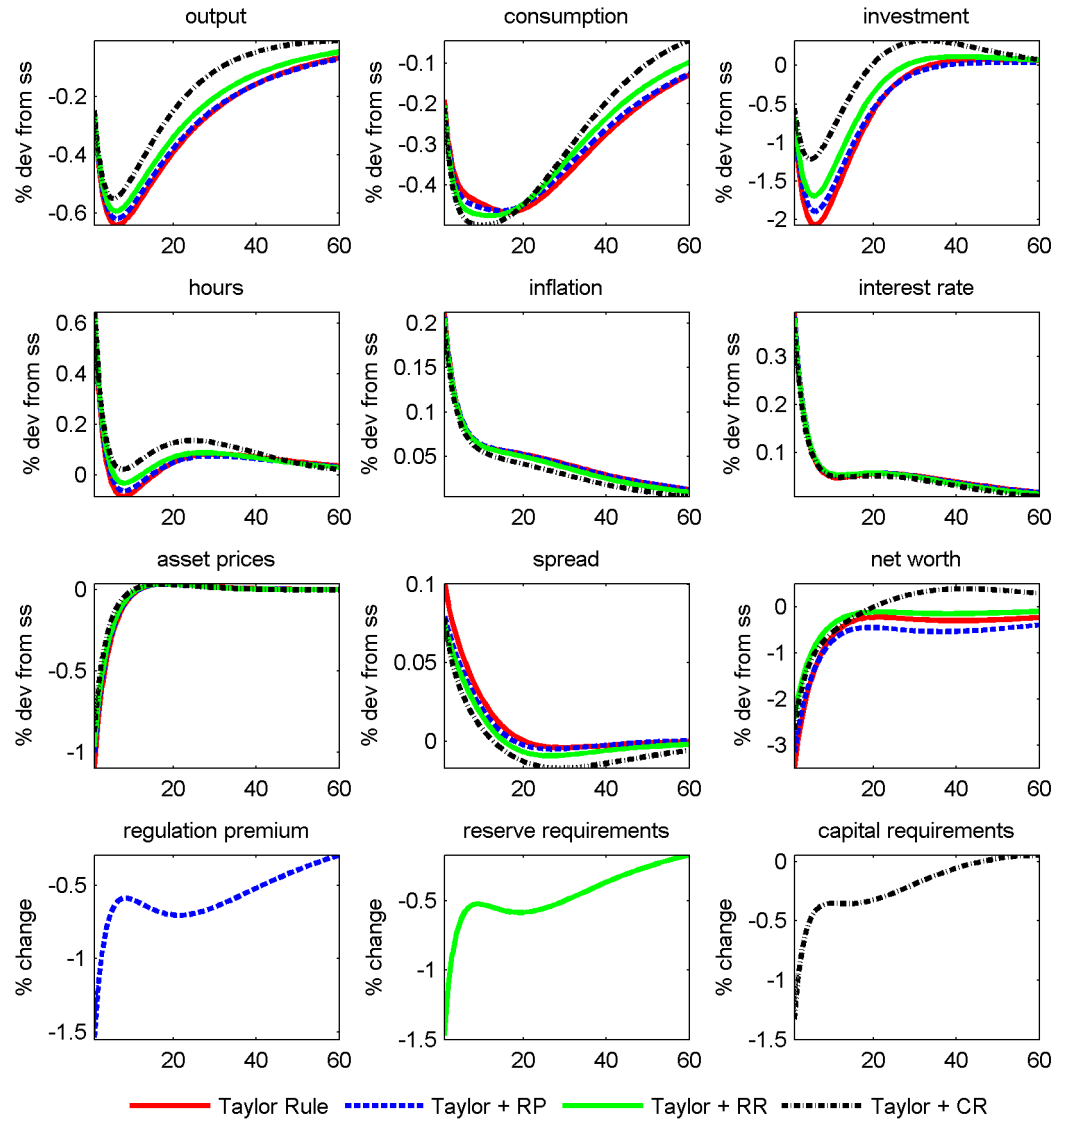 output consumption investment
% dev from ss % dev from ss % dev from ss
-0.2 -0.4 -0.6
20 40 60
-0.1 -0.2 -0.3 -0.4
20 40 60
0 -0.5 -1 -1.5 -2
20 40 60
hours inflation interest rate
% dev from ss % dev from ss % dev from ss
0.6 0.4 0.2 0
20 40 60
0.2 0.15 0.1 0.05
20 40 60
0.3 0.2 0.1
20 40 60
asset prices spread net worth
% dev from ss % dev from ss % dev from ss
0 -0.5 -1
20 40 60
0.1 0.05 0
20 40 60
0 -1 -2 -3
20 40 60
regulation premium reserve requirements capital requirements
% change % change % change
-0.5 -1 -1.5
20 40 60
-0.5 -1 -1.5
20 40 60
0 -0.5 -1 -1.5
20 40 60
Taylor Rule Taylor + RP Taylor + RR Taylor + CR